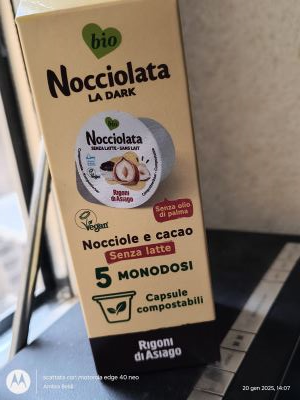 bio
Nocciolata
LA DARK
bio
Nocciolata
SENZA LATTE - SANS LAIT
Rigoni
di Asiago
Senza olio
di palma
Vegan
Nocciole e cacao
Senza latte
5 MONODOSI
Capsule
compostabili
Rigoni
di Asiago
scattata con motorola edge 40 neo
20 gen 2025, 14:07